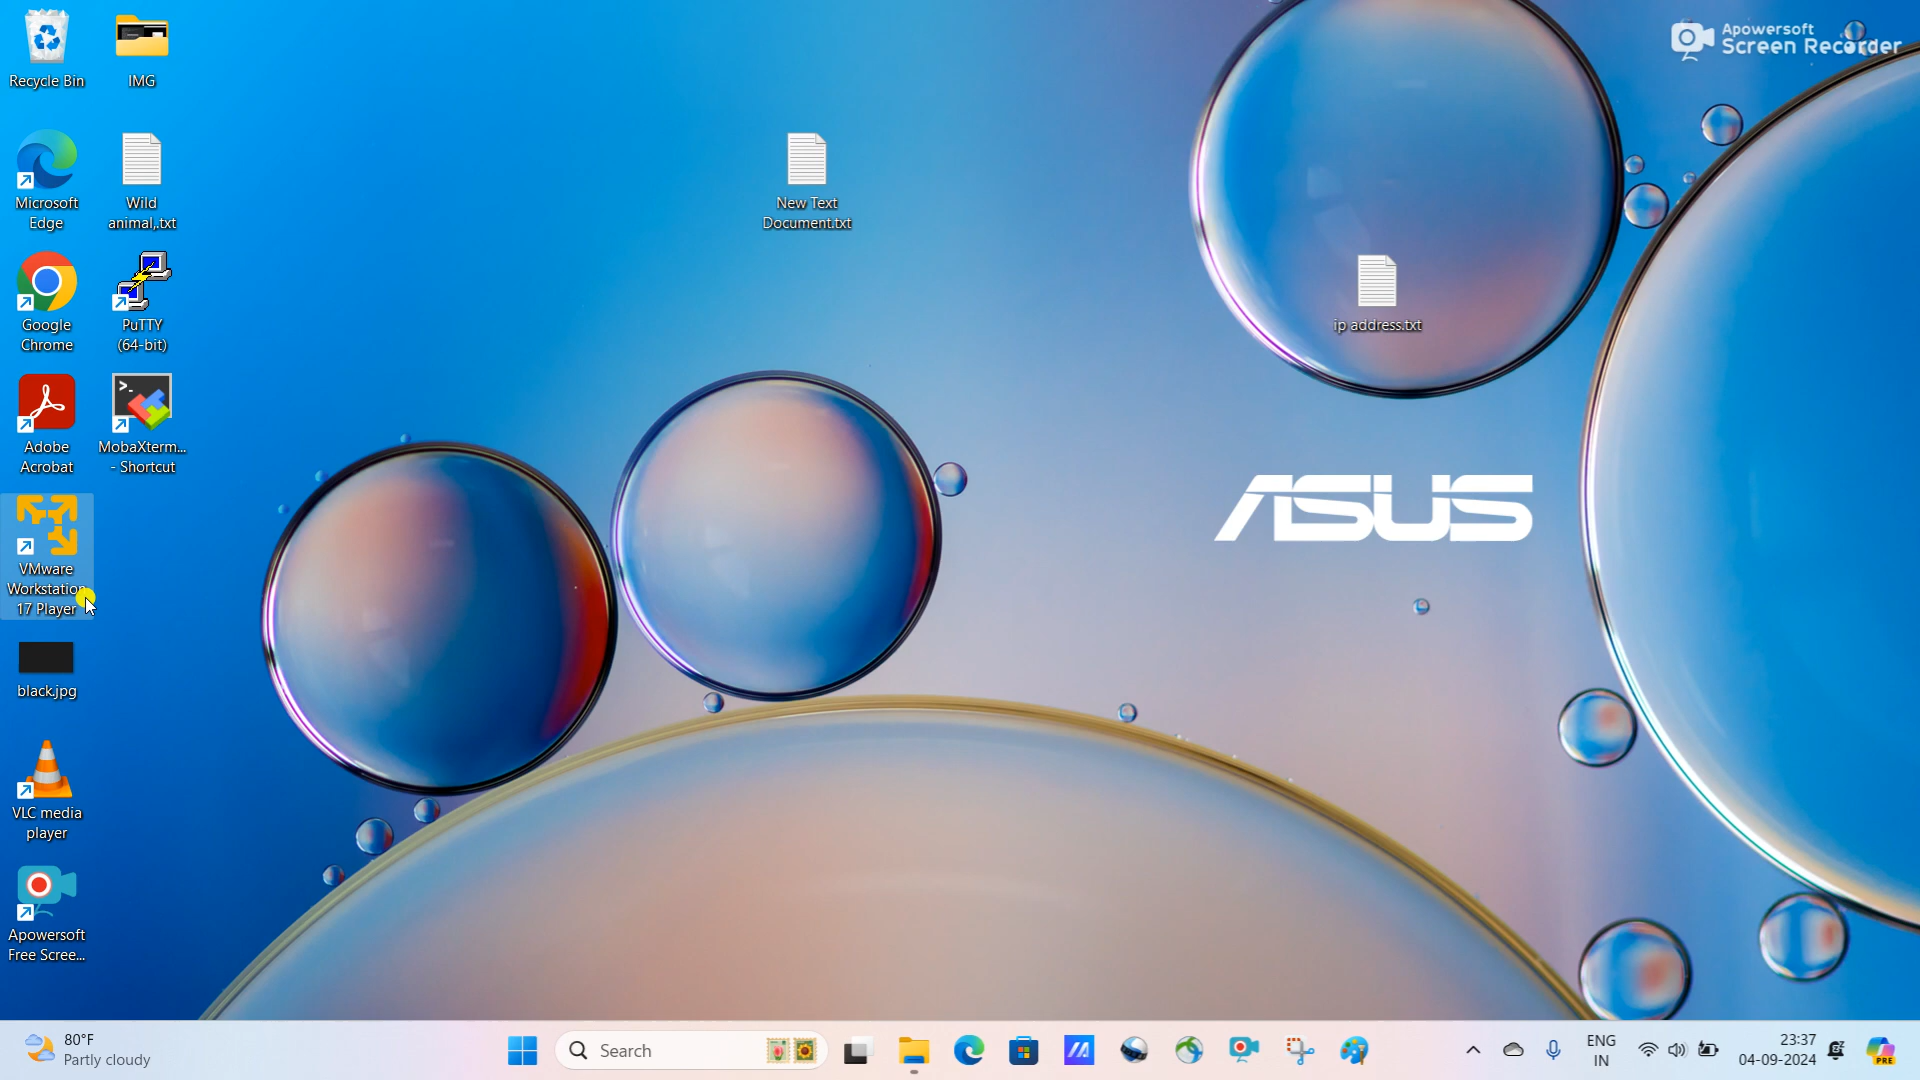 Recycle Bin
IMG
Microsoft
Edge
Wild
animal,.txt
New Text
Document.txt
Google
Chrome
PuTTY
(64-bit)
ip address.txt
Adobe
Acrobat
MobaXterm...
- Shortcut
VMware
Workstation
17 Player
black.jpg
VLC media
player
Apowersoft
Free Scree...
Apowersoft
Screen Recorder
ASUS
80°F
Partly cloudy
Search
ENG
IN
23:37
04-09-2024
PRE